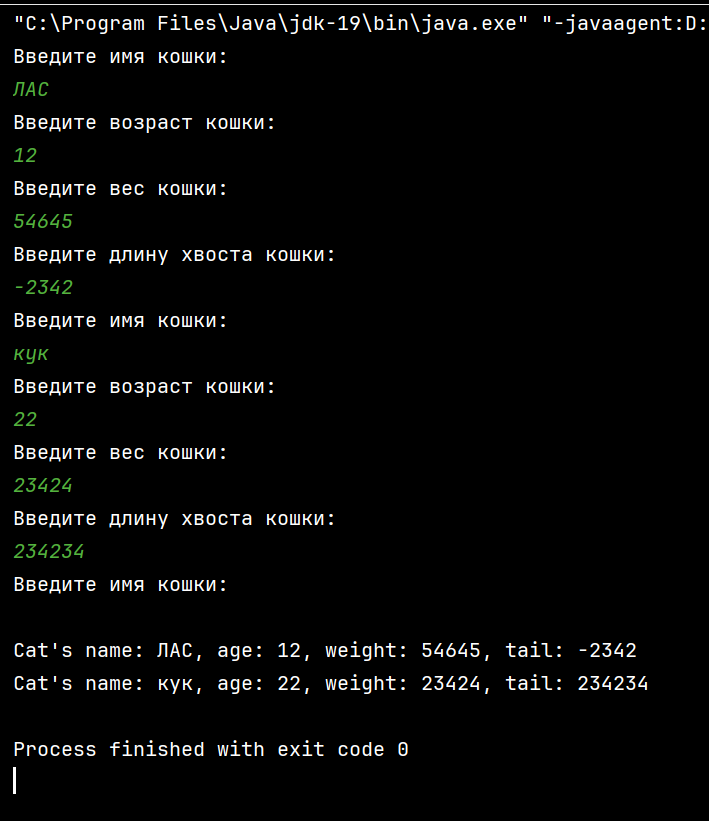 "C:\Program Files\Java\jdk-19\bin\java.exe" "-javaagent:D:
Введите имя кошки:
ЛАС
Введите возраст кошки:
12
Введите вес кошки:
54645
Введите длину хвоста кошки:
-2342
Введите имя кошки:
кук
Введите возраст кошки:
22
Введите вес кошки:
23424
Введите длину хвоста кошки:
234234
Введите имя кошки:
Cat's name: ЛАС, age: 12, weight: 54645, tail: -2342
Cat's name: кук, age: 22, weight: 23424, tail: 234234
Process finished with exit code 0